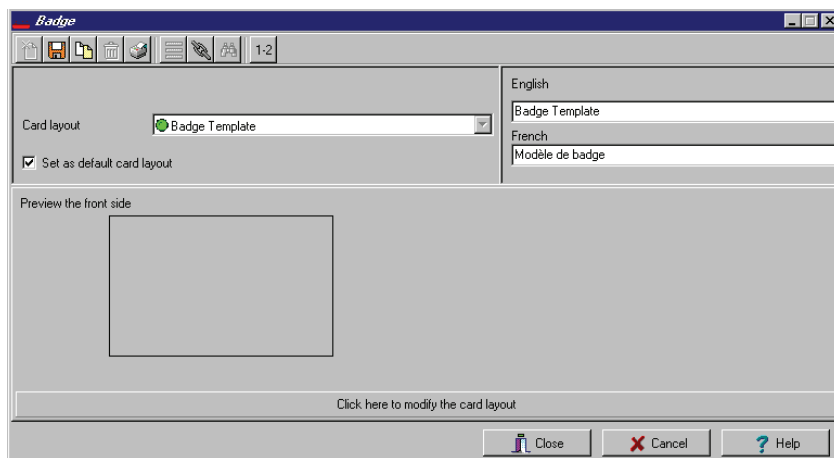 Badge
1-2
English
Card layout
Badge Template
Badge Template
French
Set as default card layout
Modèle de badge
Preview the front side
Click here to modify the card layout
Close
Cancel
Help